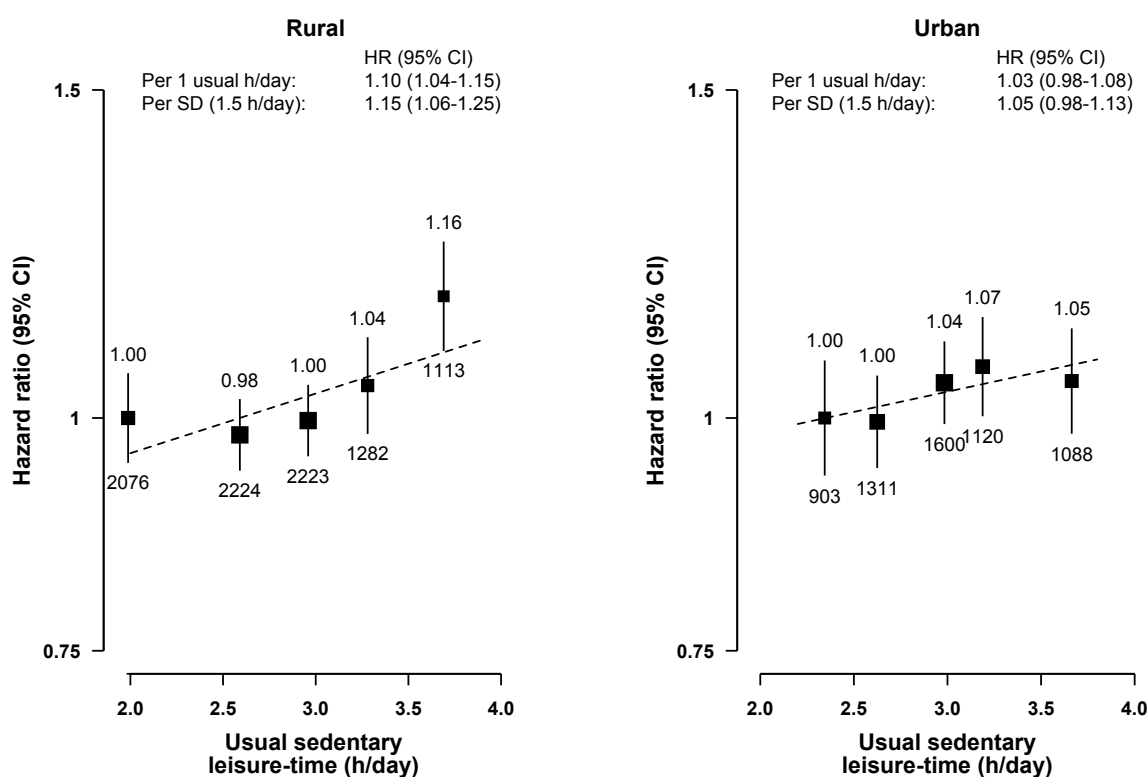 Rural
HR (95% CI)
Per 1 usual h/day: 1.10 (1.04-1.15)
Per SD (1.5 h/day): 1.15 (1.06-1.25)
Hazard ratio (95% CI)
1.5
1
0.75
1.00
0.98
1.00
1.04
1.16
2076
2224
2223
1282
1113
2.0 2.5 3.0 3.5 4.0
Usual sedentary
leisure-time (h/day)
Urban
HR (95% CI)
Per 1 usual h/day: 1.03 (0.98-1.08)
Per SD (1.5 h/day): 1.05 (0.98-1.13)
Hazard ratio (95% CI)
1.5
1
0.75
1.00
1.00
1.04
1.07
1.05
903
1311
1600
1120
1088
2.0 2.5 3.0 3.5 4.0
Usual sedentary
leisure-time (h/day)